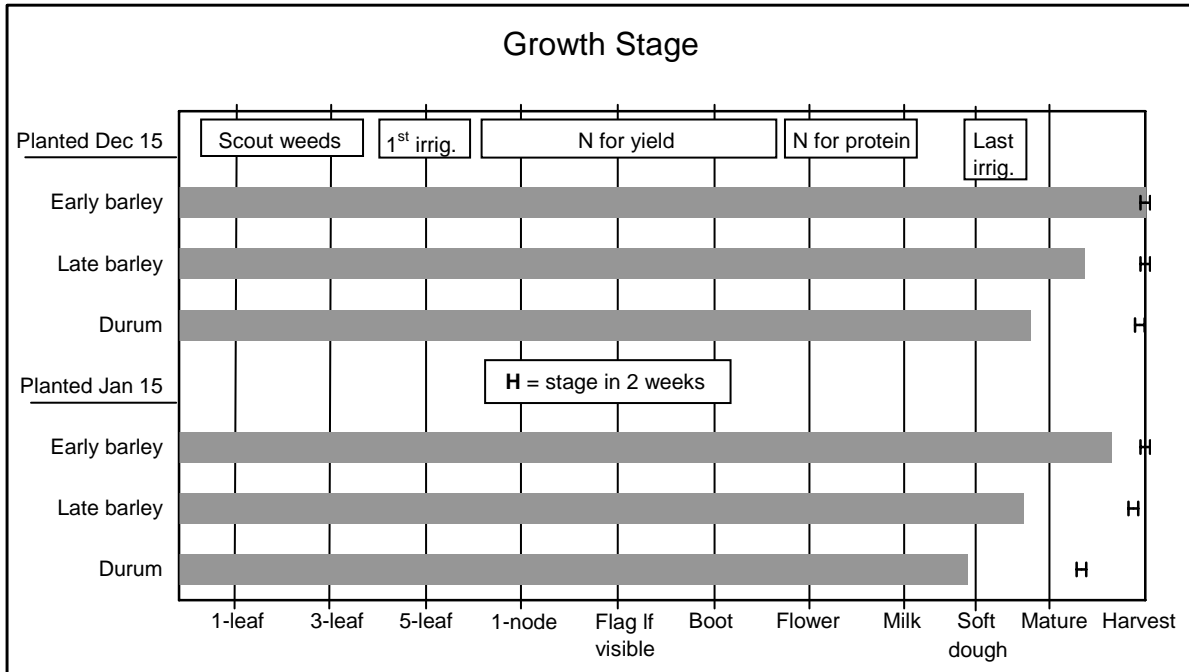 Growth Stage
Planted Dec 15
Scout weeds
1st irrig.
N for yield
N for protein
Last
irrig.
Early barley
Late barley
Durum
Planted Jan 15
H = stage in 2 weeks
Early barley
Late barley
Durum
1-leaf
3-leaf
5-leaf
1-node
Flag lf
visible
Boot
Flower
Milk
Soft
dough
Mature
Harvest